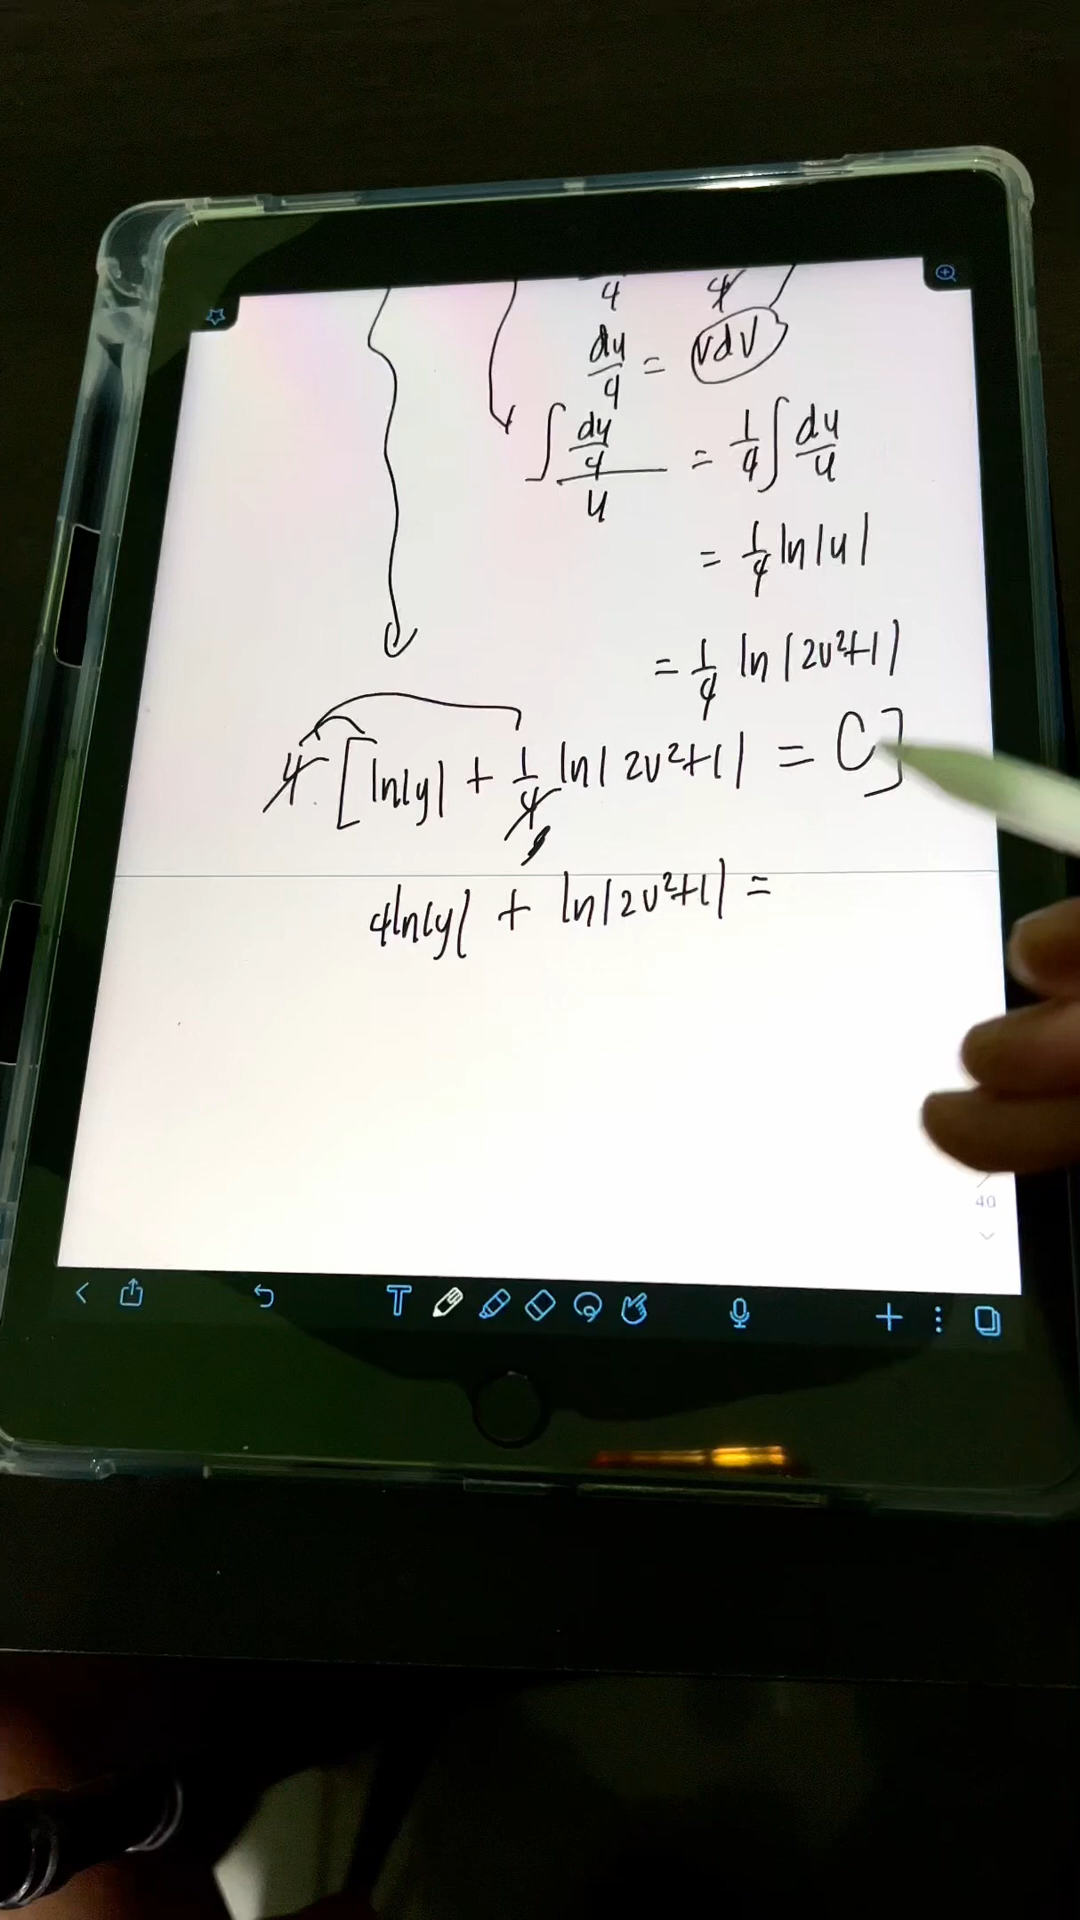 4 4
du/4 = vdv
∫ (du/4)/u = 1/4 ∫ du/u
= 1/4 ln|u|
= 1/4 ln|2v²+1|
4 [ln|y| + 1/4 ln|2v²+1| = C]
4ln|y| + ln|2v²+1| =
40
T